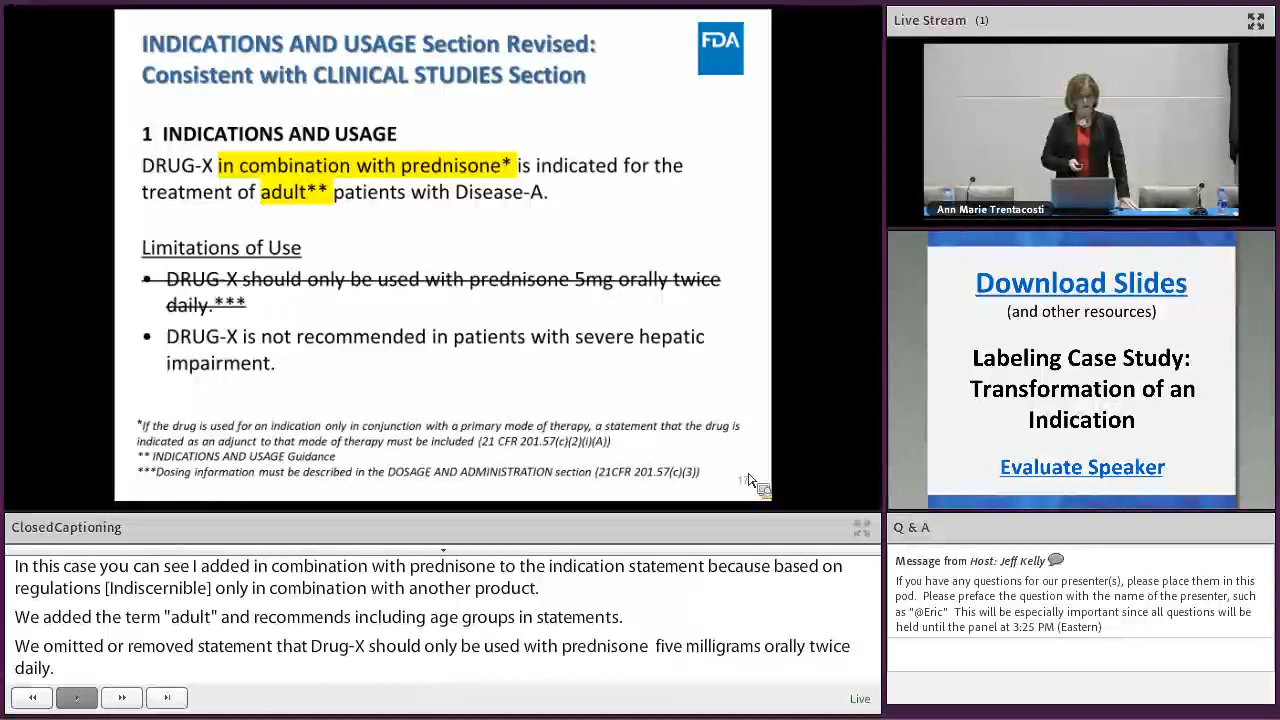 INDICATIONS AND USAGE Section Revised:
Consistent with CLINICAL STUDIES Section
FDA
1 INDICATIONS AND USAGE
DRUG-X in combination with prednisone* is indicated for the
treatment of adult** patients with Disease-A.
Limitations of Use
• DRUG-X should only be used with prednisone 5mg orally twice
daily.***
• DRUG-X is not recommended in patients with severe hepatic
impairment.
*If the drug is used for an indication only in conjunction with a primary mode of therapy, a statement that the drug is
indicated as an adjunct to that mode of therapy must be included (21 CFR 201.57(c)(2)(i)(A))
** INDICATIONS AND USAGE Guidance
***Dosing information must be described in the DOSAGE AND ADMINISTRATION section (21CFR 201.57(c)(3))
Live Stream (1)
Ann Marie Trentacosti
Download Slides
(and other resources)
Labeling Case Study:
Transformation of an
Indication
Evaluate Speaker
ClosedCaptioning
In this case you can see I added in combination with prednisone to the indication statement because based on
regulations [Indiscernible] only in combination with another product.
We added the term "adult" and recommends including age groups in statements.
We omitted or removed statement that Drug-X should only be used with prednisone five milligrams orally twice
daily.
Live
Q & A
Message from Host: Jeff Kelly
If you have any questions for our presenter(s), please place them in this
pod. Please preface the question with the name of the presenter, such
as "@Eric" This will be especially important since all questions will be
held until the panel at 3:25 PM (Eastern)